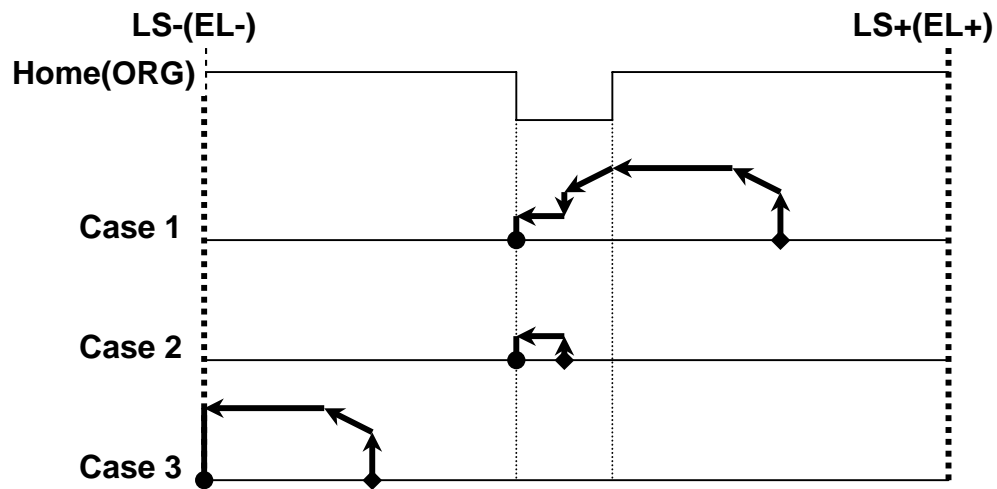 LS-(EL-)
LS+(EL+)
Home(ORG)
Case 1
Case 2
Case 3